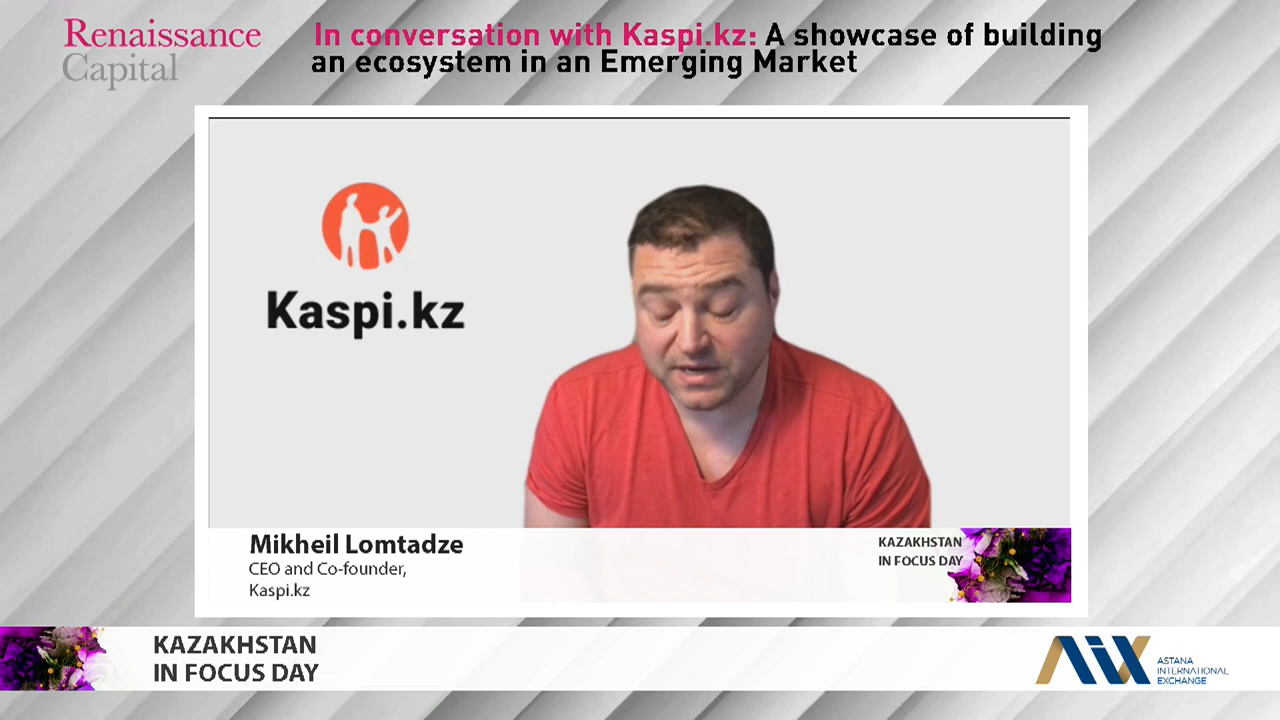 Renaissance
Capital
In conversation with Kaspi.kz: A showcase of building
an ecosystem in an Emerging Market
Kaspi.kz
Mikheil Lomtadze
CEO and Co-founder,
Kaspi.kz
KAZAKHSTAN
IN FOCUS DAY
KAZAKHSTAN
IN FOCUS DAY
AIX
ASTANA
INTERNATIONAL
EXCHANGE